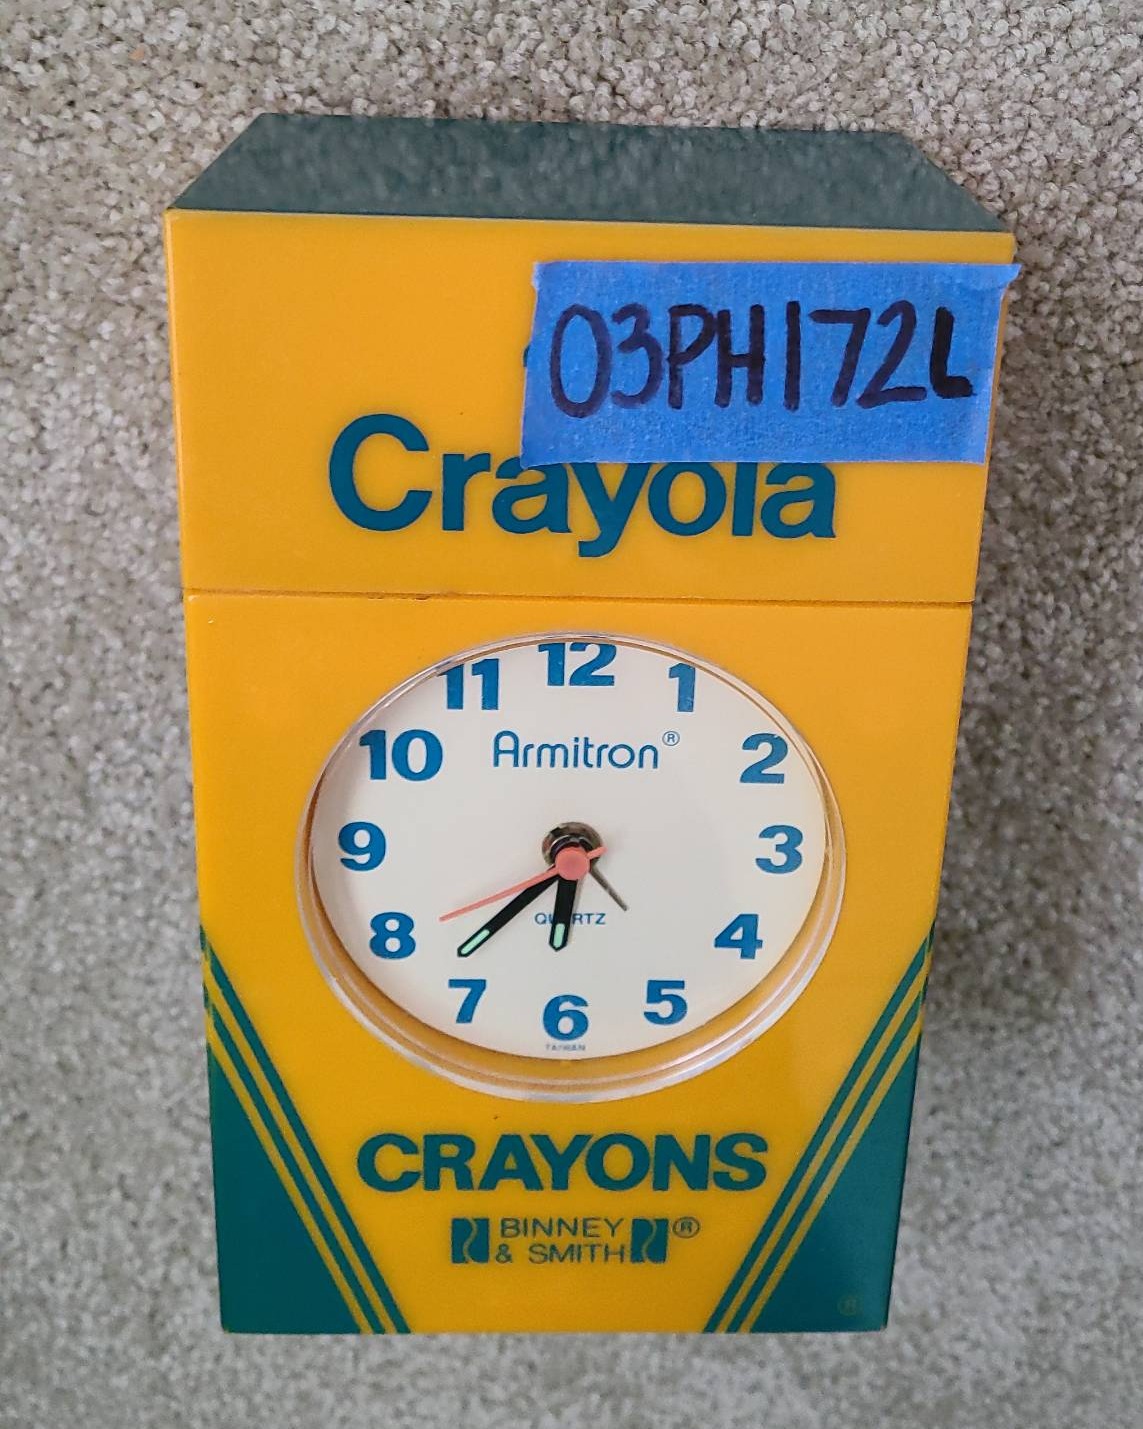 03PH172L
Crayola
12
11 1
10 Armitron® 2
9 3
QUARTZ
8 4
7 5
6
TAIWAN
CRAYONS
BINNEY ®
& SMITH
®